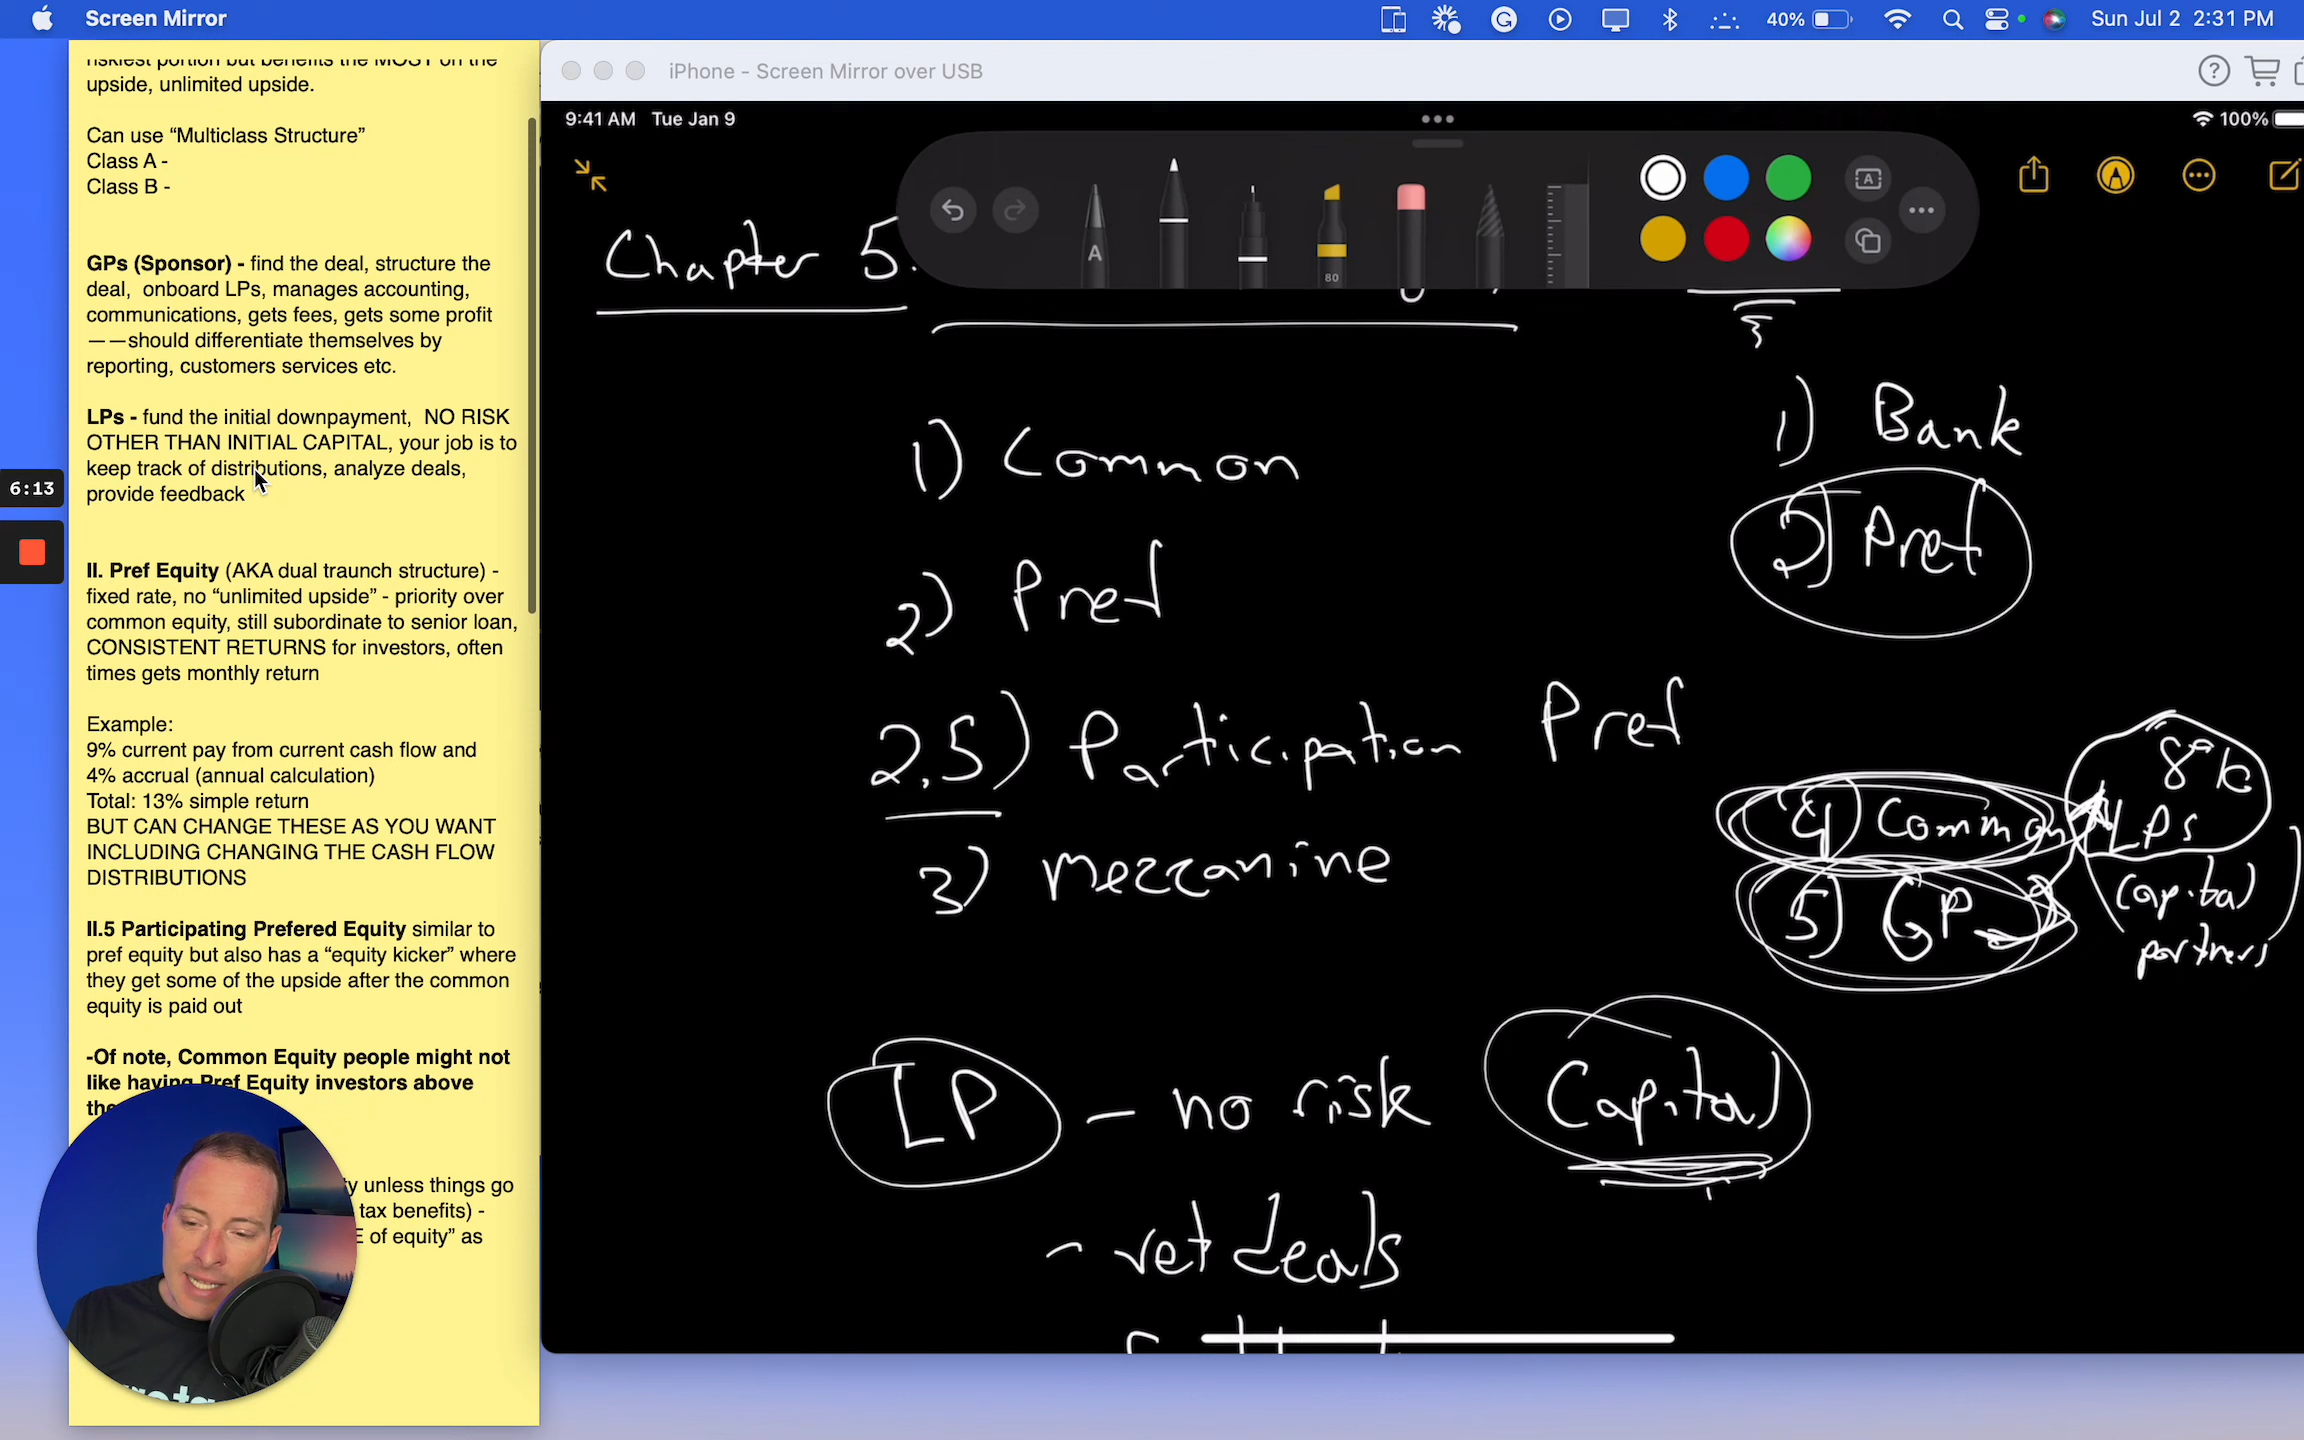 Screen Mirror
40%
Sun Jul 2 2:31 PM
riskiest portion but benefits the MOST on the
upside, unlimited upside.
Can use “Multiclass Structure”
Class A -
Class B -
GPs (Sponsor) - find the deal, structure the
deal, onboard LPs, manages accounting,
communications, gets fees, gets some profit
——should differentiate themselves by
reporting, customers services etc.
LPs - fund the initial downpayment, NO RISK
OTHER THAN INITIAL CAPITAL, your job is to
keep track of distributions, analyze deals,
provide feedback
II. Pref Equity (AKA dual traunch structure) -
fixed rate, no “unlimited upside” - priority over
common equity, still subordinate to senior loan,
CONSISTENT RETURNS for investors, often
times gets monthly return
Example:
9% current pay from current cash flow and
4% accrual (annual calculation)
Total: 13% simple return
BUT CAN CHANGE THESE AS YOU WANT
INCLUDING CHANGING THE CASH FLOW
DISTRIBUTIONS
II.5 Participating Prefered Equity similar to
pref equity but also has a “equity kicker” where
they get some of the upside after the common
equity is paid out
-Of note, Common Equity people might not
like having Pref Equity investors above
unless things go
tax benefits) -
of equity” as
6:13
iPhone - Screen Mirror over USB
9:41 AM Tue Jan 9
100%
A
80
A
Chapter 5:
1) Common
2) Pref
2.5) Participation Pref
3) Mezzanine
1) Bank
2) Pref
4) Common
5) GP
LPs
Capital
partners
LP - no risk Capital
- vet deals